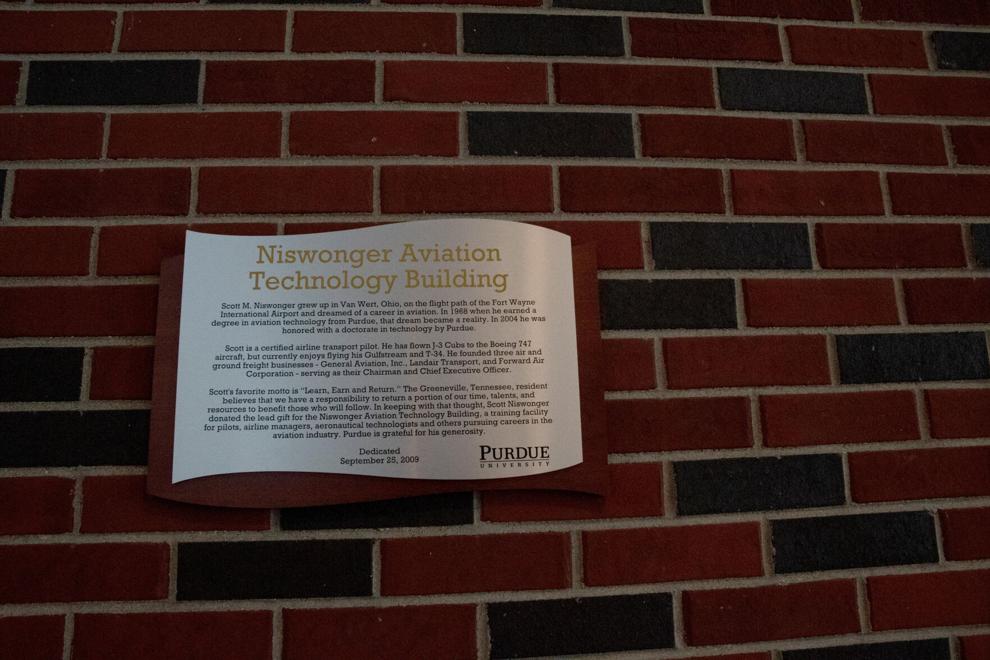 Niswonger Aviation
Technology Building
Scott M. Niswonger grew up in Van Wert, Ohio, on the flight path of the Fort Wayne
International Airport and dreamed of a career in aviation. In 1968 when he earned a
degree in aviation technology from Purdue, that dream became a reality. In 2004 he was
honored with a doctorate in technology by Purdue.
Scott is a certified airline transport pilot. He has flown J-3 Cubs to the Boeing 747
aircraft, but currently enjoys flying his Gulfstream and T-34. He founded three air and
ground freight businesses - General Aviation, Inc., Landair Transport, and Forward Air
Corporation - serving as their Chairman and Chief Executive Officer.
Scott's favorite motto is "Learn, Earn and Return." The Greeneville, Tennessee, resident
believes that we have a responsibility to return a portion of our time, talents, and
resources to benefit those who will follow. In keeping with that thought, Scott Niswonger
donated the lead gift for the Niswonger Aviation Technology Building, a training facility
for pilots, airline managers, aeronautical technologists and others pursuing careers in the
aviation industry. Purdue is grateful for his generosity.
Dedicated
September 25, 2009
PURDUE
UNIVERSITY